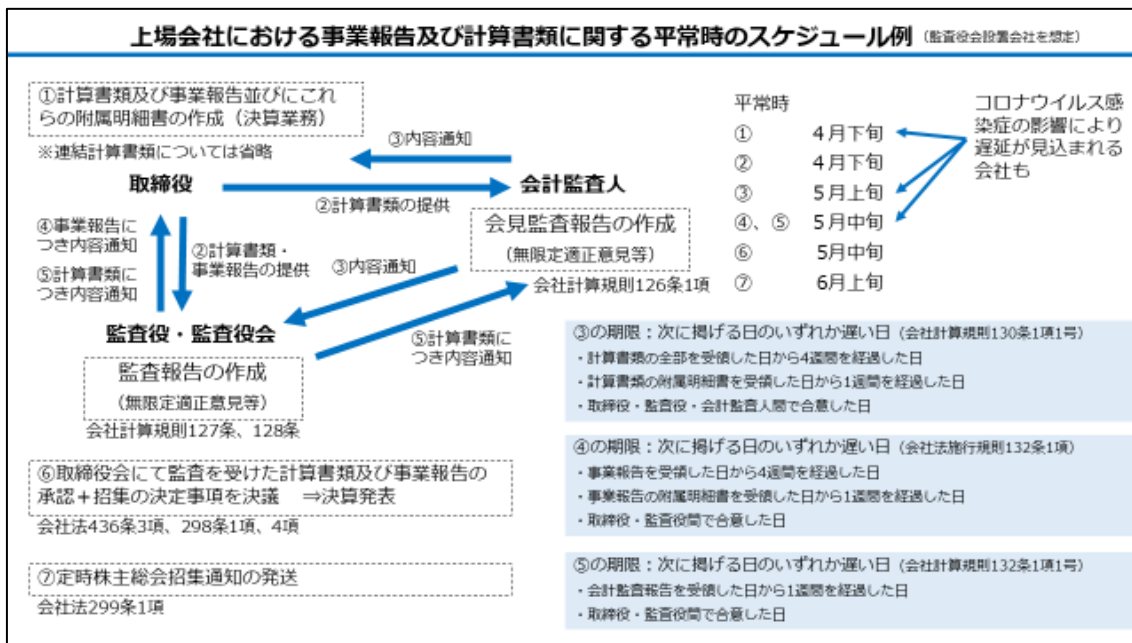 上場会社における事業報告及び計算書類に関する平常時のスケジュール例（監査役会設置会社を想定）
①計算書類及び事業報告並びにこれ
らの附属明細書の作成（決算業務）
※連結計算書類については省略
③内容通知
取締役
会計監査人
②計算書類の提供
④事業報告に
つき内容通知
⑤計算書類に
つき内容通知
②計算書類・
事業報告の提供
③内容通知
会見監査報告の作成
（無限定適正意見等）
会社計算規則126条1項
監査役・監査役会
⑤計算書類に
つき内容通知
監査報告の作成
（無限定適正意見等）
会社計算規則127条、128条
⑥取締役会にて監査を受けた計算書類及び事業報告の
承認＋招集の決定事項を決議　⇒決算発表
会社法436条3項、298条1項、4項
⑦定時株主総会招集通知の発送
会社法299条1項
平常時
①　4月下旬
②　4月下旬
③　5月上旬
④、⑤　5月中旬
⑥　5月中旬
⑦　6月上旬
コロナウイルス感
染症の影響により
遅延が見込まれる
会社も
③の期限：次に掲げる日のいずれか遅い日（会社計算規則130条1項1号）
・計算書類の全部を受領した日から4週間を経過した日
・計算書類の附属明細書を受領した日から1週間を経過した日
・取締役・監査役・会計監査人間で合意した日
④の期限：次に掲げる日のいずれか遅い日（会社法施行規則132条1項）
・事業報告を受領した日から4週間を経過した日
・事業報告の附属明細書を受領した日から1週間を経過した日
・取締役・監査役間で合意した日
⑤の期限：次に掲げる日のいずれか遅い日（会社計算規則132条1項1号）
・会計監査報告を受領した日から1週間を経過した日
・取締役・監査役間で合意した日